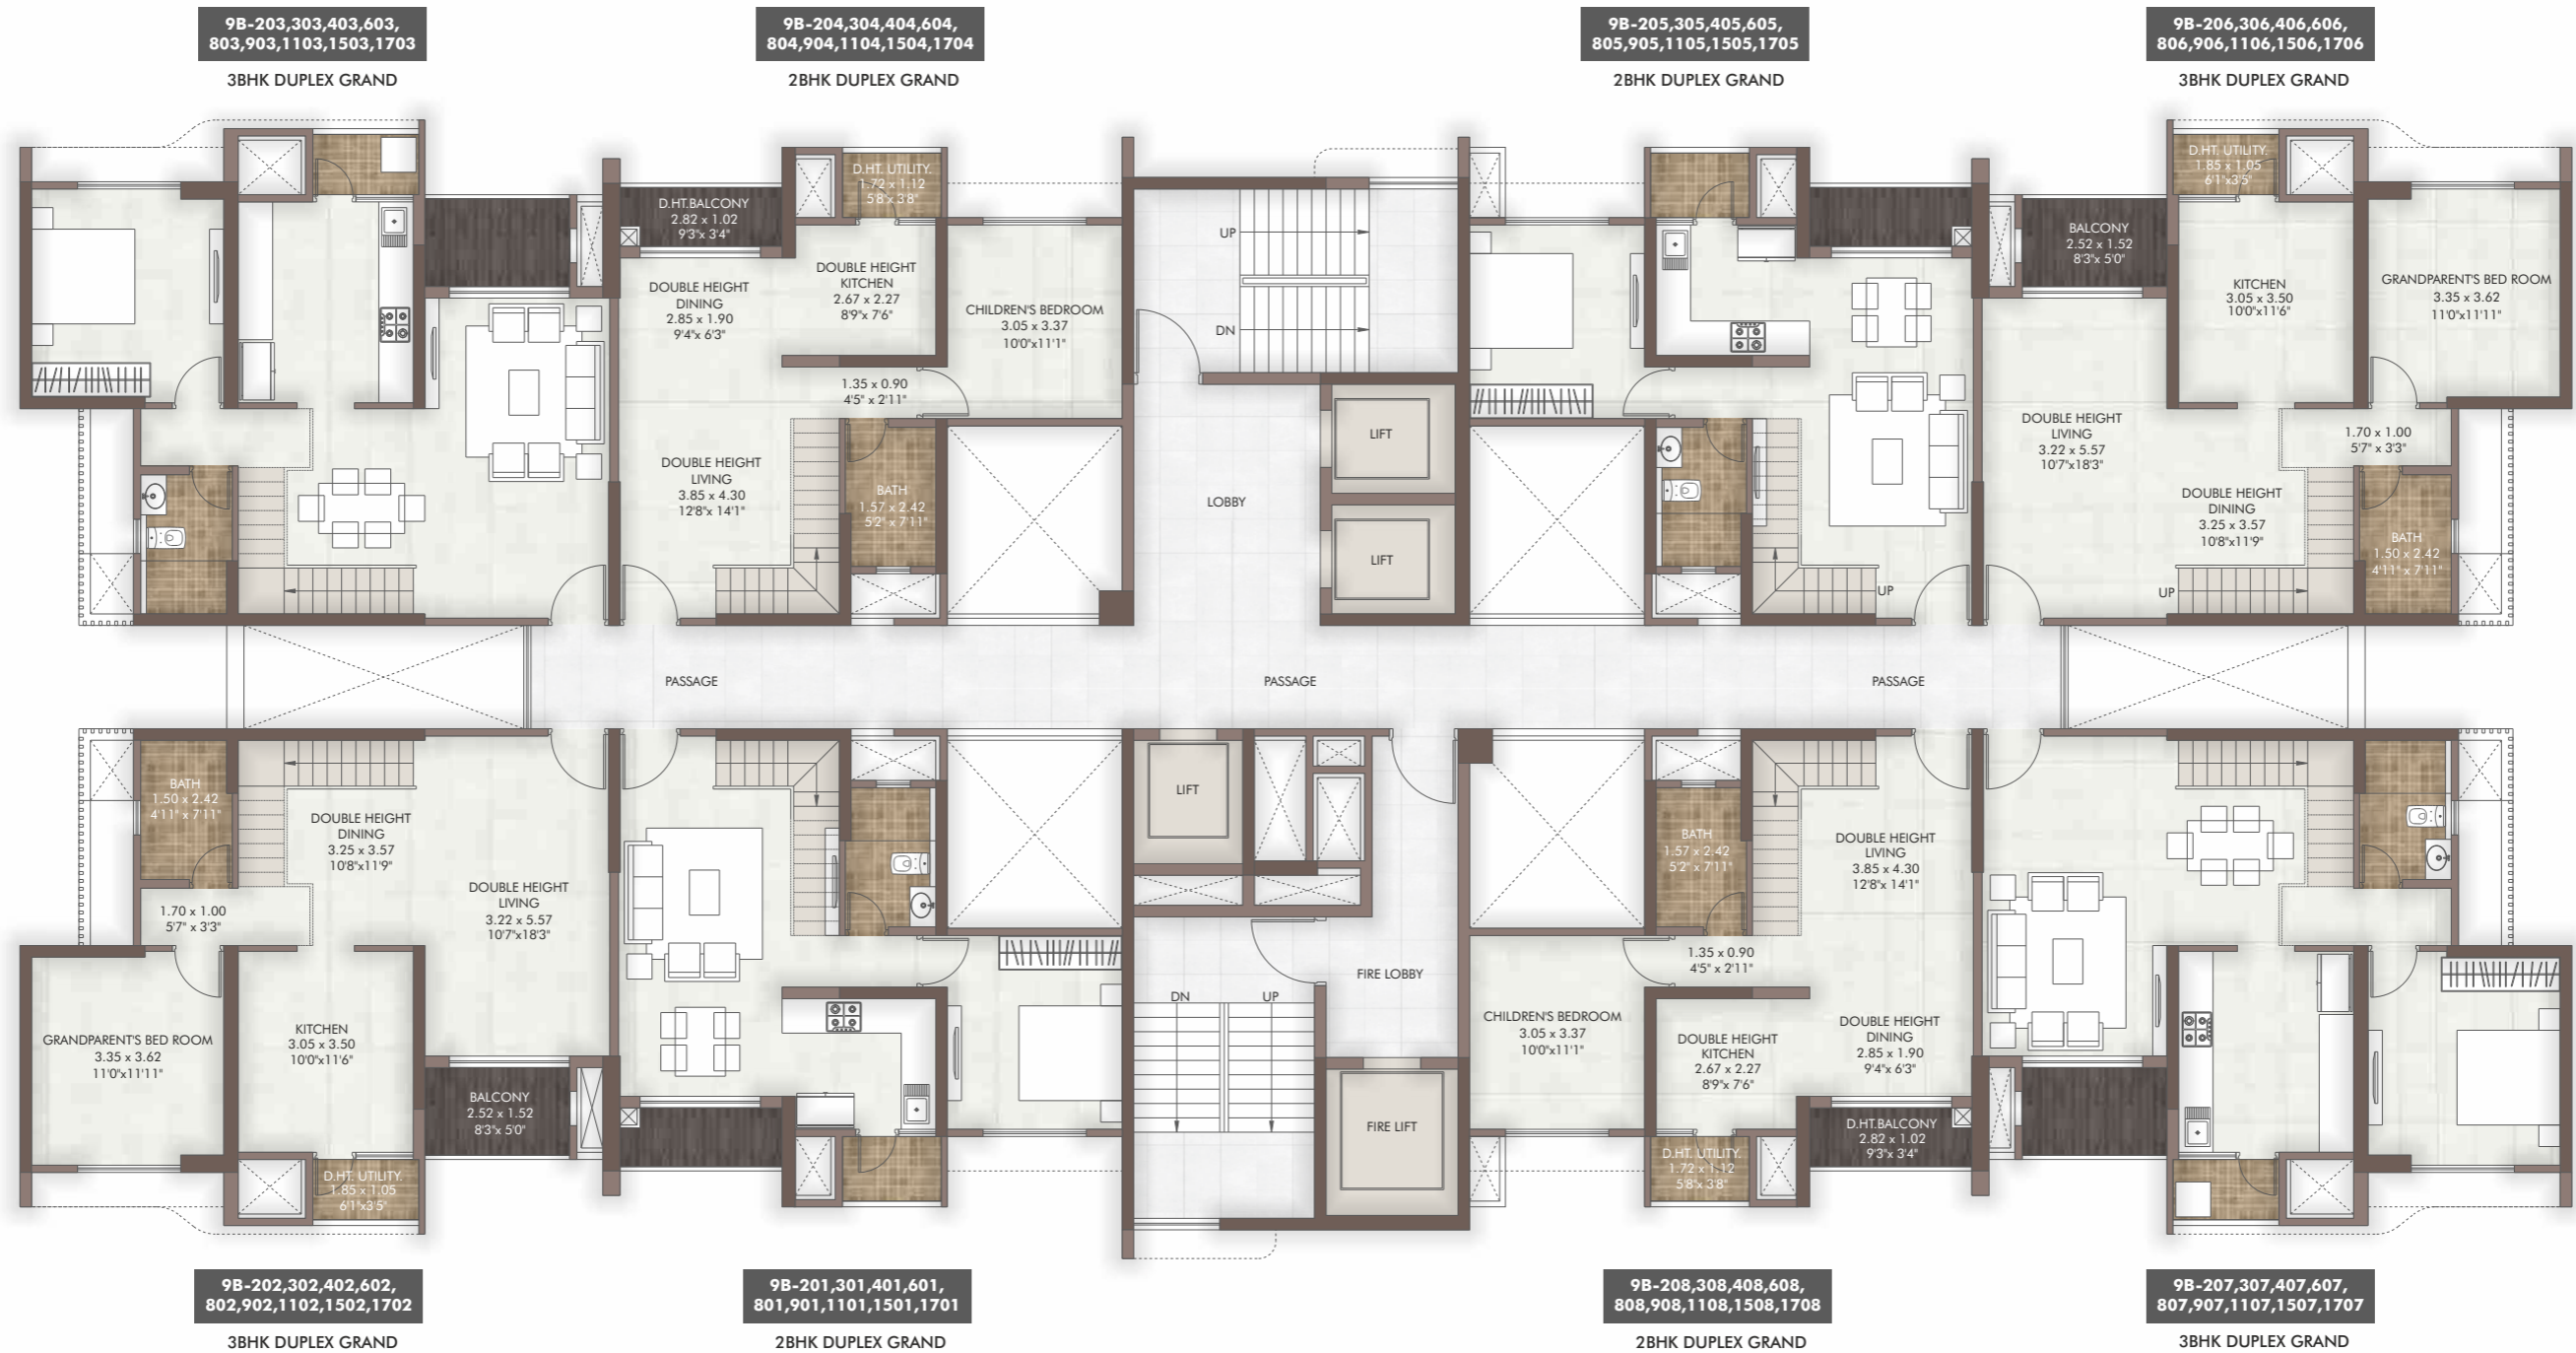 9B-203,303,403,603,
803,903,1103,1503,1703
3BHK DUPLEX GRAND
9B-204,304,404,604,
804,904,1104,1504,1704
2BHK DUPLEX GRAND
9B-205,305,405,605,
805,905,1105,1505,1705
2BHK DUPLEX GRAND
9B-206,306,406,606,
806,906,1106,1506,1706
3BHK DUPLEX GRAND
D.HT.BALCONY
2.82 x 1.02
9'3"x 3'4"
D.HT. UTILITY.
1.72 x 1.12
5'8"x 3'8"
DOUBLE HEIGHT
DINING
2.85 x 1.90
9'4"x 6'3"
DOUBLE HEIGHT
KITCHEN
2.67 x 2.27
8'9"x 7'6"
CHILDREN'S BEDROOM
3.05 x 3.37
10'0"x11'1"
1.35 x 0.90
4'5" x 2'11"
DOUBLE HEIGHT
LIVING
3.85 x 4.30
12'8"x 14'1"
BATH
1.57 x 2.42
5'2"x 7'11"
UP
DN
LOBBY
LIFT
LIFT
UP
D.HT. UTILITY.
1.85 x 1.05
6'1"x3'5"
BALCONY
2.52 x 1.52
8'3"x 5'0"
KITCHEN
3.05 x 3.50
10'0"x11'6"
GRANDPARENT'S BED ROOM
3.35 x 3.62
11'0"x11'11"
DOUBLE HEIGHT
LIVING
3.22 x 5.57
10'7"x18'3"
1.70 x 1.00
5'7" x 3'3"
DOUBLE HEIGHT
DINING
3.25 x 3.57
10'8"x11'9"
BATH
1.50 x 2.42
4'11"x 7'11"
UP
PASSAGE
PASSAGE
PASSAGE
BATH
1.50 x 2.42
4'11" x 7'11"
DOUBLE HEIGHT
DINING
3.25 x 3.57
10'8"x11'9"
1.70 x 1.00
5'7" x 3'3"
DOUBLE HEIGHT
LIVING
3.22 x 5.57
10'7"x18'3"
GRANDPARENT'S BED ROOM
3.35 x 3.62
11'0"x11'11"
KITCHEN
3.05 x 3.50
10'0"x11'6"
BALCONY
2.52 x 1.52
8'3"x 5'0"
D.HT. UTILITY.
1.85 x 1.05
6'1"x3'5"
LIFT
DN
UP
FIRE LOBBY
FIRE LIFT
BATH
1.57 x 2.42
5'2"x 7'11"
DOUBLE HEIGHT
LIVING
3.85 x 4.30
12'8"x 14'1"
1.35 x 0.90
4'5" x 2'11"
CHILDREN'S BEDROOM
3.05 x 3.37
10'0"x11'1"
DOUBLE HEIGHT
KITCHEN
2.67 x 2.27
8'9"x 7'6"
DOUBLE HEIGHT
DINING
2.85 x 1.90
9'4"x 6'3"
D.HT. UTILITY.
1.72 x 1.12
5'8"x 3'8"
D.HT.BALCONY
2.82 x 1.02
9'3"x 3'4"
9B-202,302,402,602,
802,902,1102,1502,1702
3BHK DUPLEX GRAND
9B-201,301,401,601,
801,901,1101,1501,1701
2BHK DUPLEX GRAND
9B-208,308,408,608,
808,908,1108,1508,1708
2BHK DUPLEX GRAND
9B-207,307,407,607,
807,907,1107,1507,1707
3BHK DUPLEX GRAND